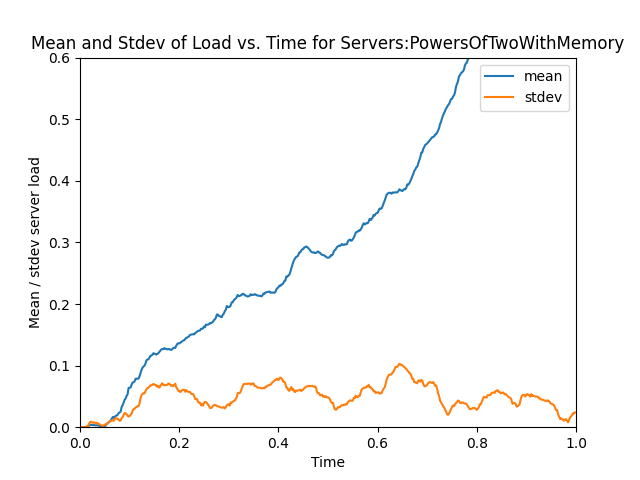 Mean and Stdev of Load vs. Time for Servers:PowersOfTwoWithMemory
mean
stdev
Mean / stdev server load
0.6
0.5
0.4
0.3
0.2
0.1
0.0
0.0 0.2 0.4 0.6 0.8 1.0
Time